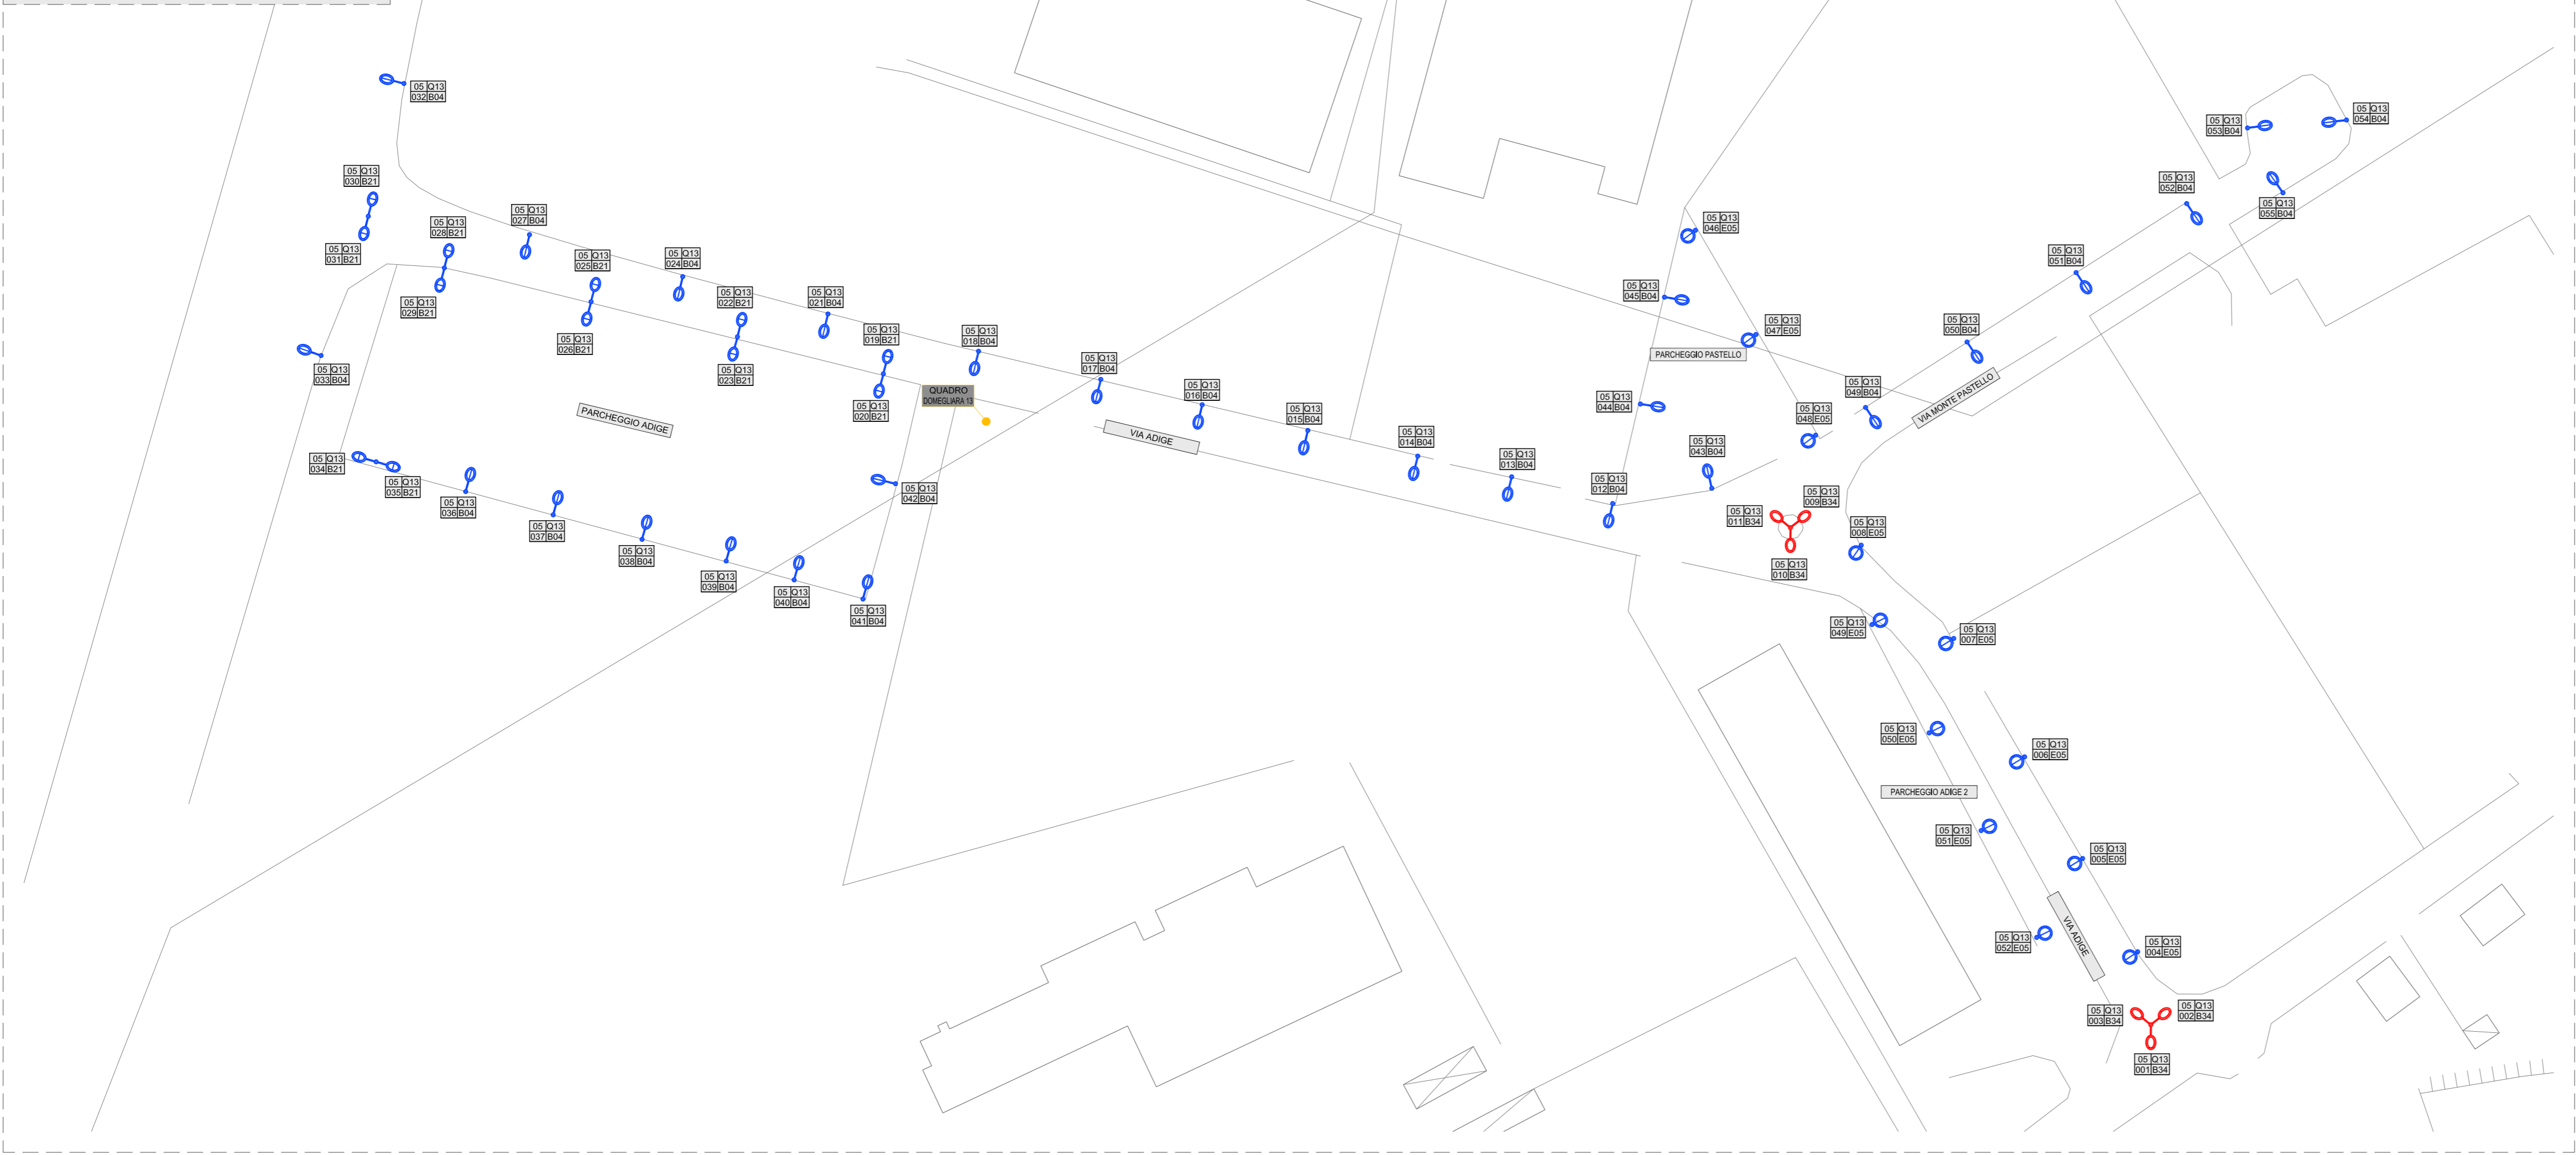 05 Q13
032 B04
05 Q13
054 B04
05 Q13
053 B04
05 Q13
030 B21
05 Q13
052 B04
05 Q13
055 B04
05 Q13
027 B04
05 Q13
046 E05
05 Q13
028 B21
05 Q13
031 B21
05 Q13
025 B21
05 Q13
024 B04
05 Q13
051 B04
05 Q13
045 B04
05 Q13
022 B21
05 Q13
021 B04
05 Q13
029 B21
05 Q13
047 E05
05 Q13
050 B04
05 Q13
019 B21
05 Q13
018 B04
05 Q13
026 B21
PARCHEGGIO PASTELLO
05 Q13
017 B04
05 Q13
033 B04
05 Q13
023 B21
05 Q13
016 B04
05 Q13
049 B04
VIA MONTE PASTELLO
QUADRO
DOMEGLIARA 13
05 Q13
044 B04
05 Q13
020 B21
05 Q13
015 B04
05 Q13
048 E05
PARCHEGGIO ADIGE
VIA ADIGE
05 Q13
014 B04
05 Q13
043 B04
05 Q13
013 B04
05 Q13
034 B21
05 Q13
035 B21
05 Q13
012 B04
05 Q13
042 B04
05 Q13
009 B34
05 Q13
036 B04
05 Q13
011 B34
05 Q13
008 E05
05 Q13
037 B04
05 Q13
038 B04
05 Q13
010 B34
05 Q13
039 B04
05 Q13
040 B04
05 Q13
041 B04
05 Q13
049 E05
05 Q13
007 E05
05 Q13
050 E05
05 Q13
006 E05
PARCHEGGIO ADIGE 2
05 Q13
051 E05
05 Q13
005 E05
VIA ADIGE
05 Q13
052 E05
05 Q13
004 E05
05 Q13
003 B34
05 Q13
002 B34
05 Q13
001 B34